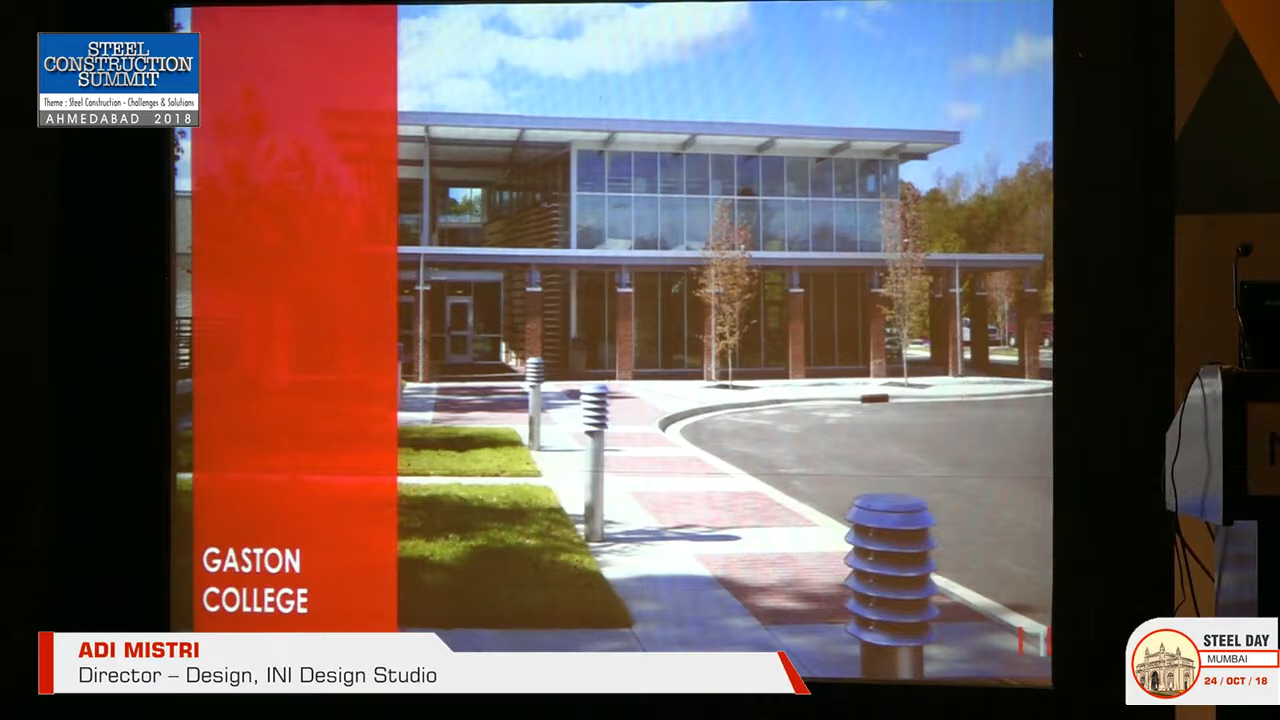 STEEL
CONSTRUCTION
SUMMIT
Theme : Steel Construction - Challenges & Solutions
AHMEDABAD 2018
GASTON
COLLEGE
ADI MISTRI
Director – Design, INI Design Studio
STEEL DAY
MUMBAI
24 / OCT / 18